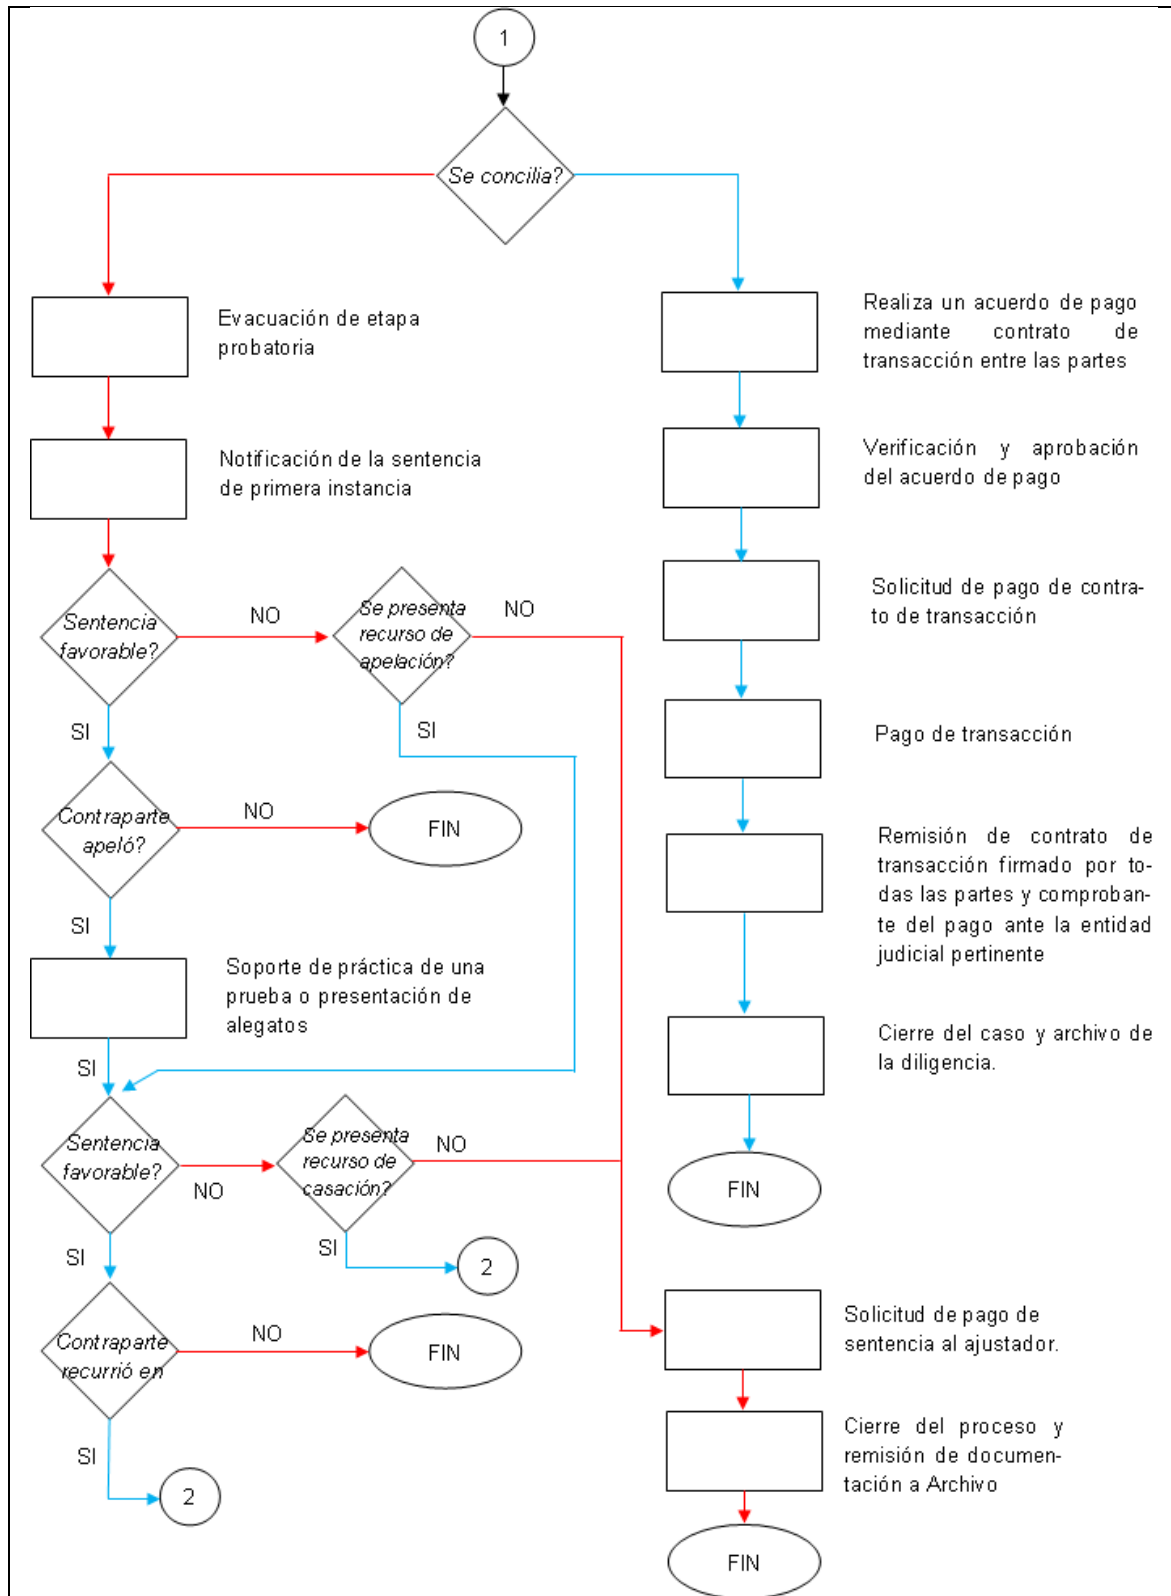 1
Se concilia?
Evacuación de etapa
probatoria
Realiza un acuerdo de pago
mediante contrato de
transacción entre las partes
Notificación de la sentencia
de primera instancia
Verificación y aprobación
del acuerdo de pago
Sentencia
favorable?
NO
Se presenta
recurso de
apelación?
NO
Solicitud de pago de contra-
to de transacción
SI
SI
Pago de transacción
Contraparte
apeló?
NO
FIN
Remisión de contrato de
transacción firmado por to-
das las partes y comproban-
te del pago ante la entidad
judicial pertinente
SI
Soporte de práctica de una
prueba o presentación de
alegatos
Cierre del caso y archivo de
la diligencia.
SI
Sentencia
favorable?
NO
Se presenta
recurso de
casación?
NO
FIN
SI
SI
2
Contraparte
recurrió en
NO
FIN
Solicitud de pago de
sentencia al ajustador.
SI
2
Cierre del proceso y
remisión de documen-
tación a Archivo
FIN